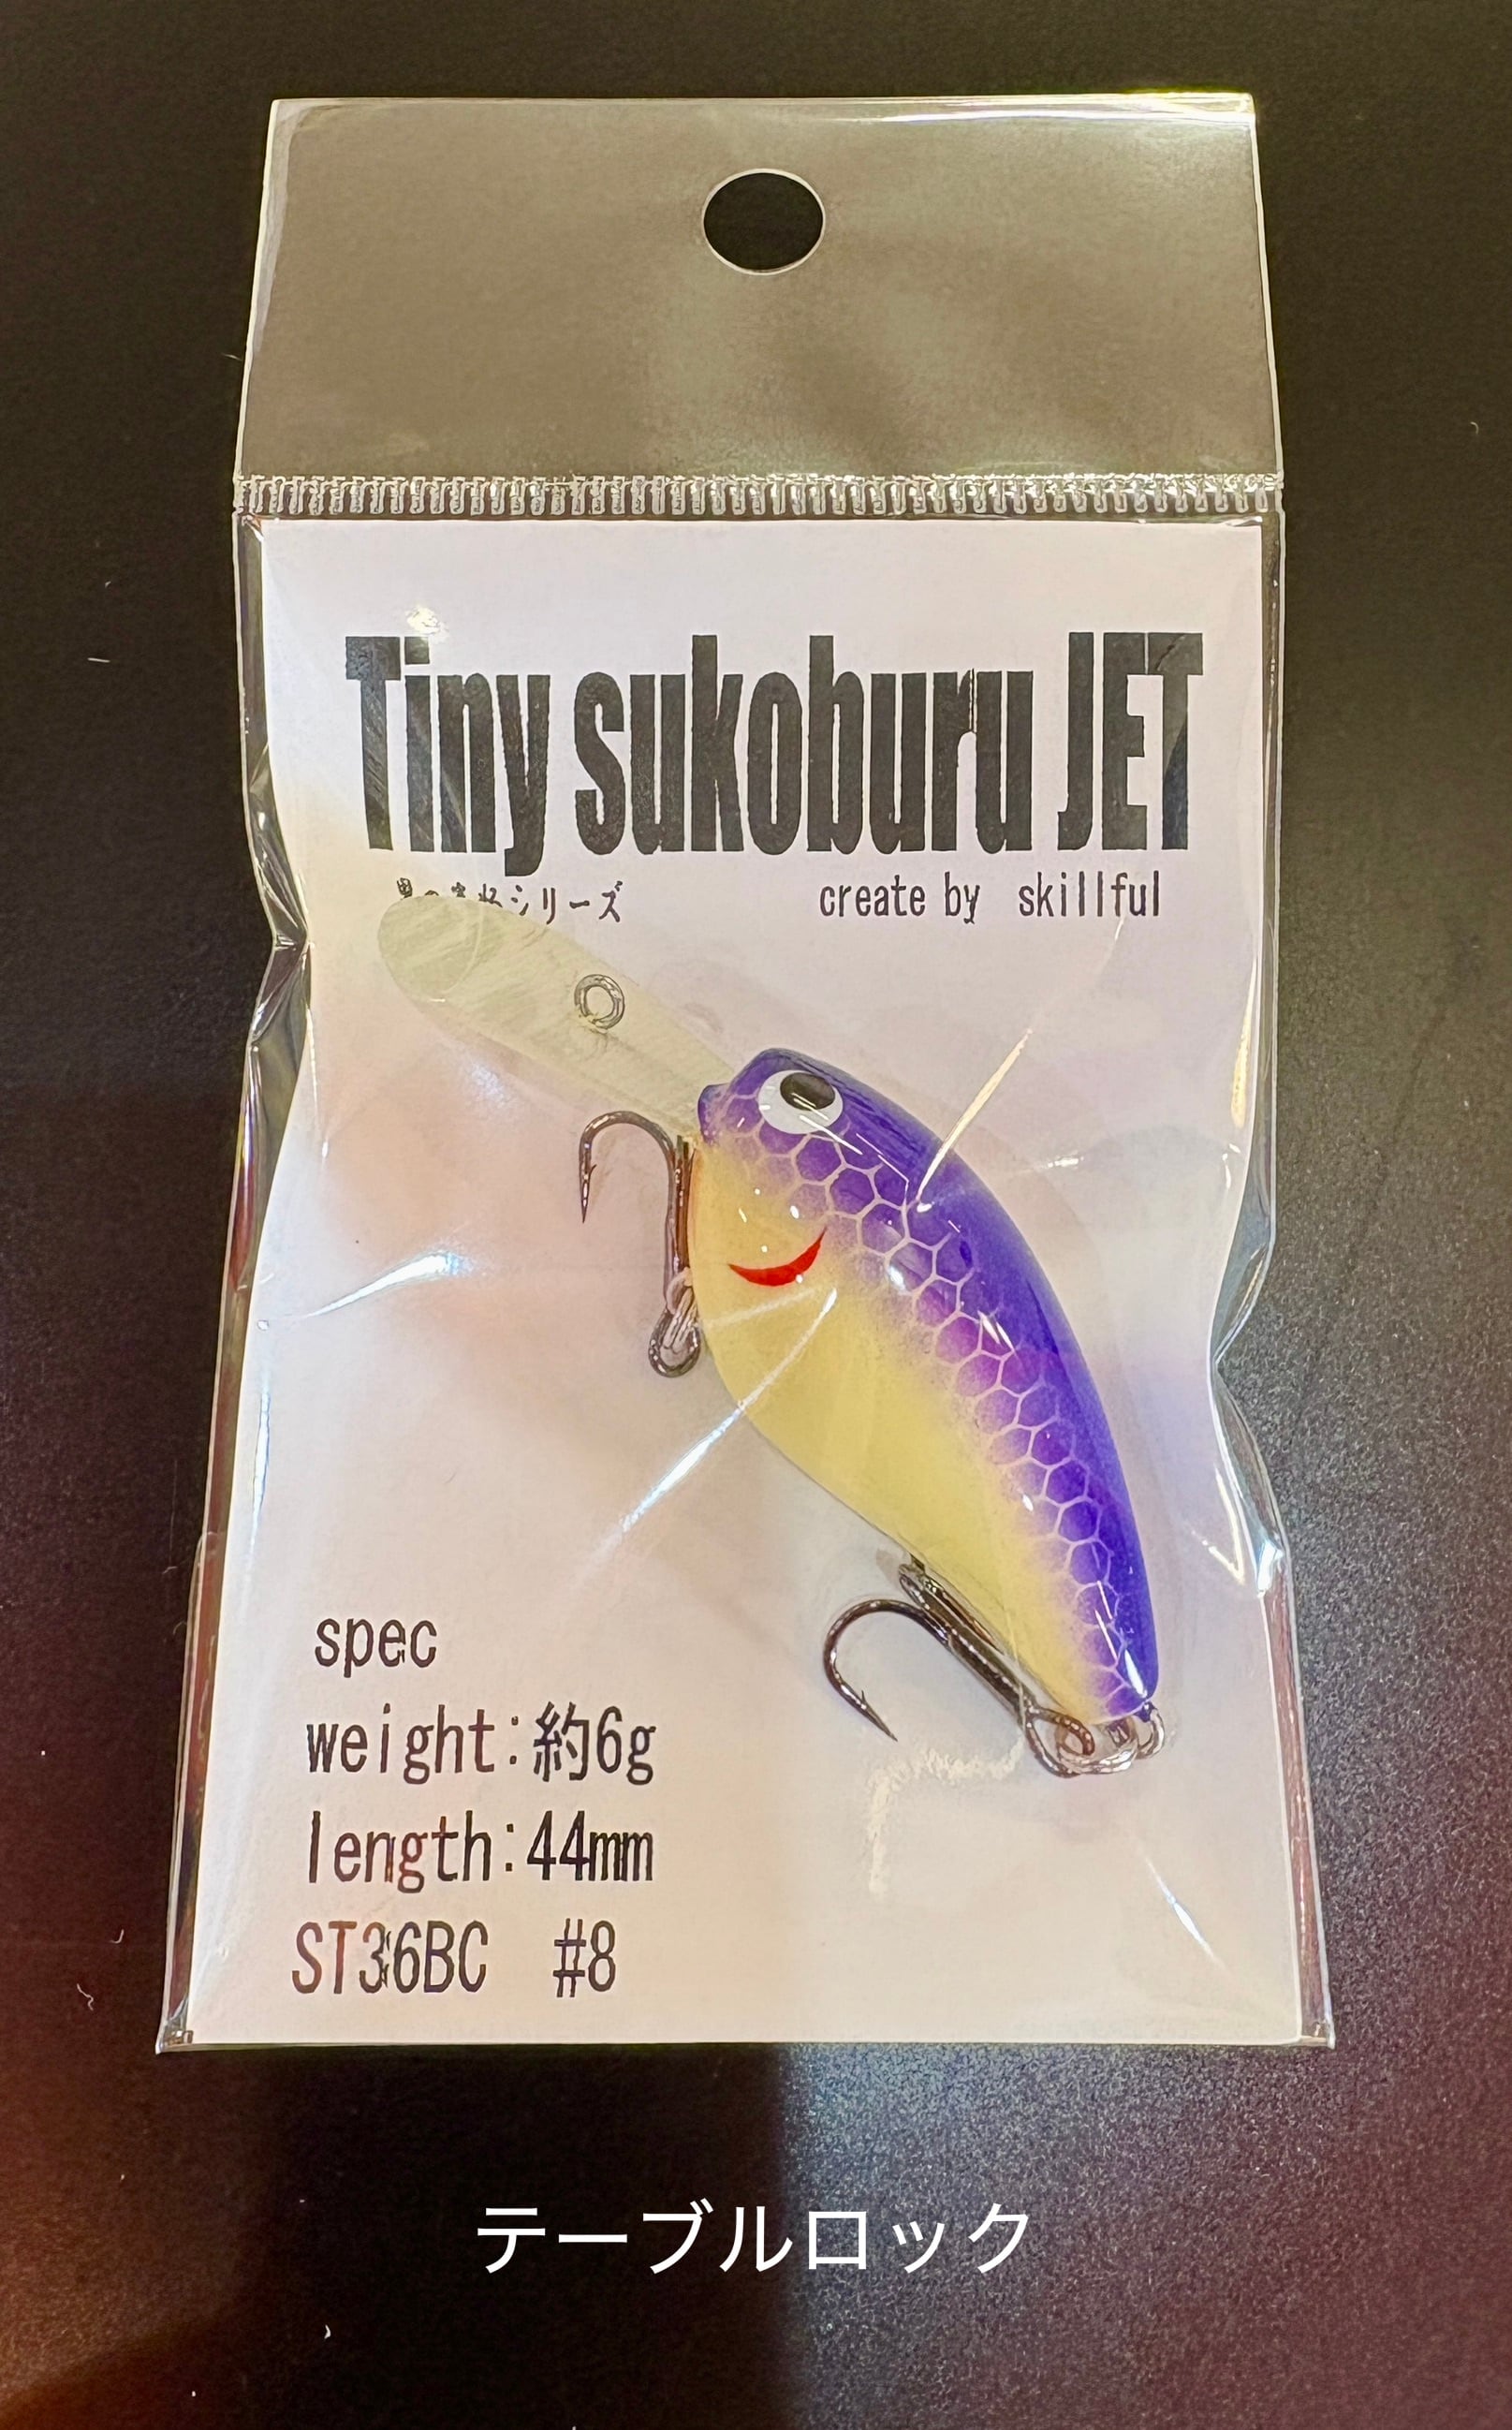 Tiny sukoburu JET
シリーズ create by skillful
spec
weight:約6g
length:44mm
ST36BC #8
テーブルロック